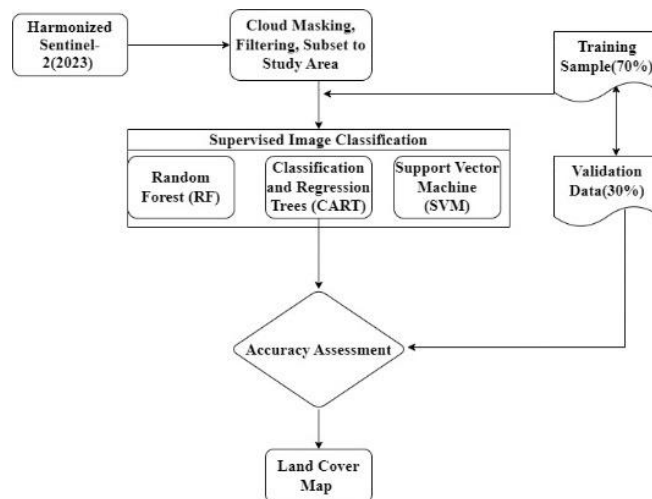 Harmonized
Sentinel-
2(2023)
Cloud Masking,
Filtering, Subset to
Study Area
Training
Sample(70%)
Supervised Image Classification
Random
Forest (RF)
Classification
and Regression
Trees (CART)
Support Vector
Machine
(SVM)
Validation
Data(30%)
Accuracy Assessment
Land Cover
Map